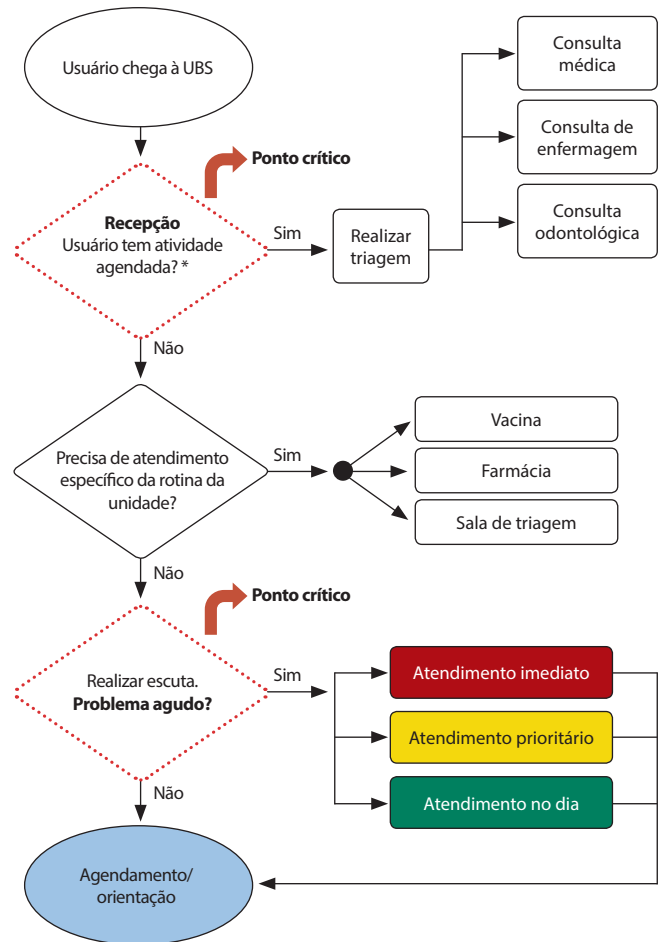 Usuário chega à UBS
Ponto crítico
Recepção
Usuário tem atividade
agendada? *
Sim
Realizar
triagem
Consulta
médica
Consulta de
enfermagem
Consulta
odontológica
Não
Precisa de atendimento
específico da rotina da
unidade?
Sim
Vacina
Farmácia
Sala de triagem
Não
Ponto crítico
Realizar escuta.
Problema agudo?
Sim
Atendimento imediato
Atendimento prioritário
Atendimento no dia
Não
Agendamento/
orientação